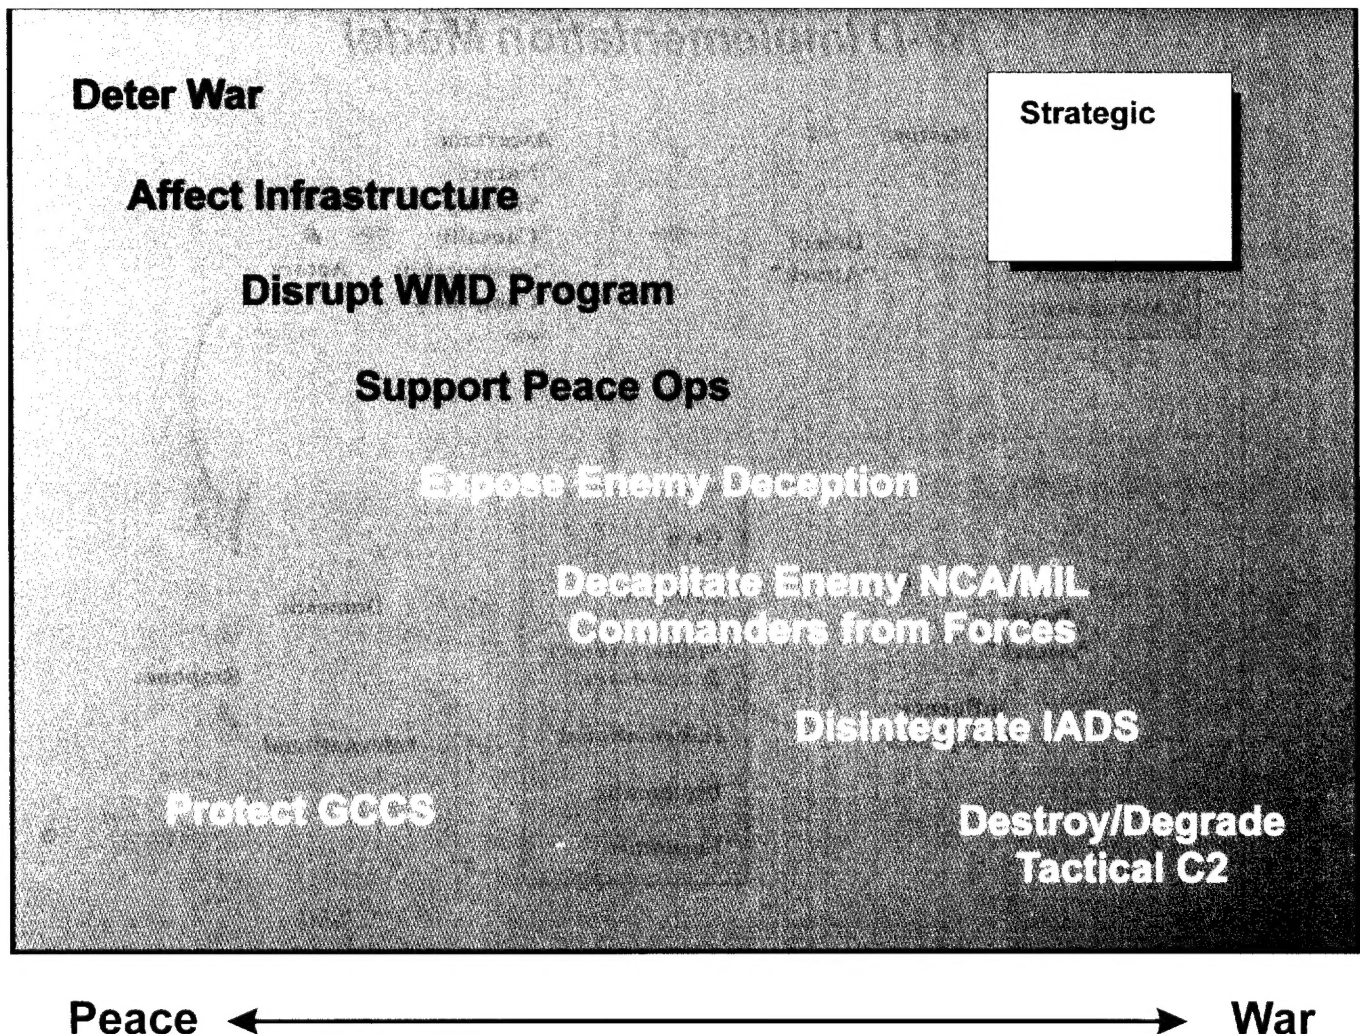 Deter War
Strategic
Affect Infrastructure
Disrupt WMD Program
Support Peace Ops
Expose Enemy Deception
Decapitate Enemy NCA/MIL
Commanders from Forces
Disintegrate IADS
Protect GCCS
Destroy/Degrade
Tactical C2
Peace
War